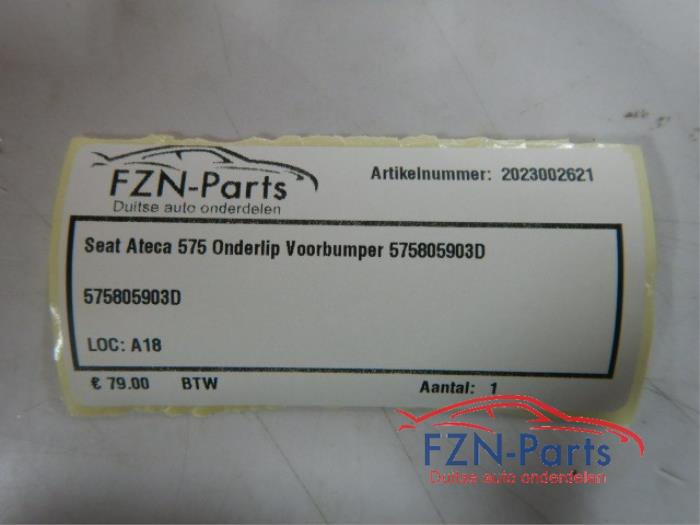 FZN-Parts
Duitse auto onderdelen
Artikelnummer: 2023002621
Seat Ateca 575 Onderlip Voorbumper 575805903D
575805903D
LOC: A18
€ 79.00 BTW Aantal: 1
FZN-Parts
Duitse auto onderdelen